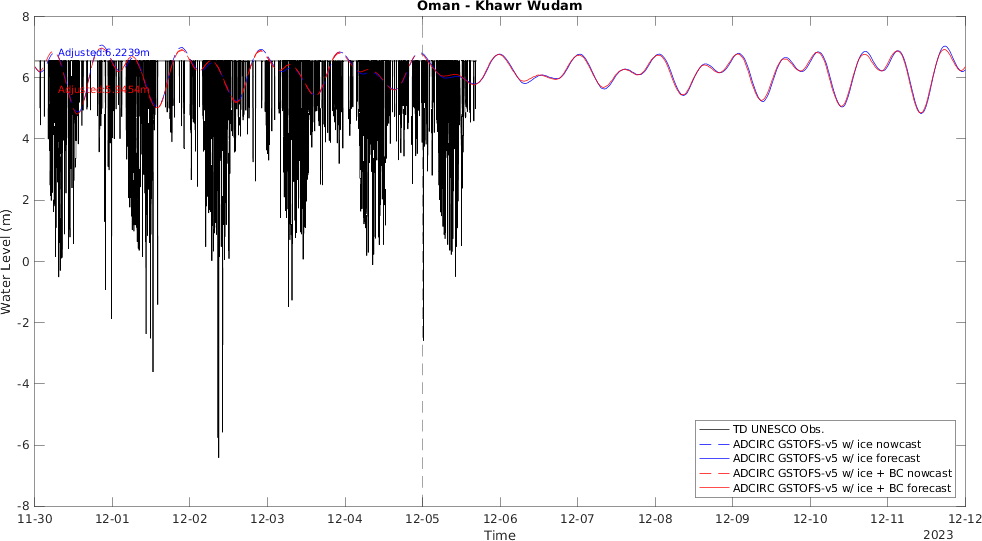 Oman - Khawr Wudam
8
6
4
2
0
-2
-4
-6
-8
Water Level (m)
Adjusted:6.2239m
TD UNESCO Obs.
ADCIRC GSTOFS-v5 w/ ice nowcast
ADCIRC GSTOFS-v5 w/ ice forecast
ADCIRC GSTOFS-v5 w/ ice + BC nowcast
ADCIRC GSTOFS-v5 w/ ice + BC forecast
11-30
12-01
12-02
12-03
12-04
12-05
12-06
12-07
12-08
12-09
12-10
12-11
12-12
Time
2023